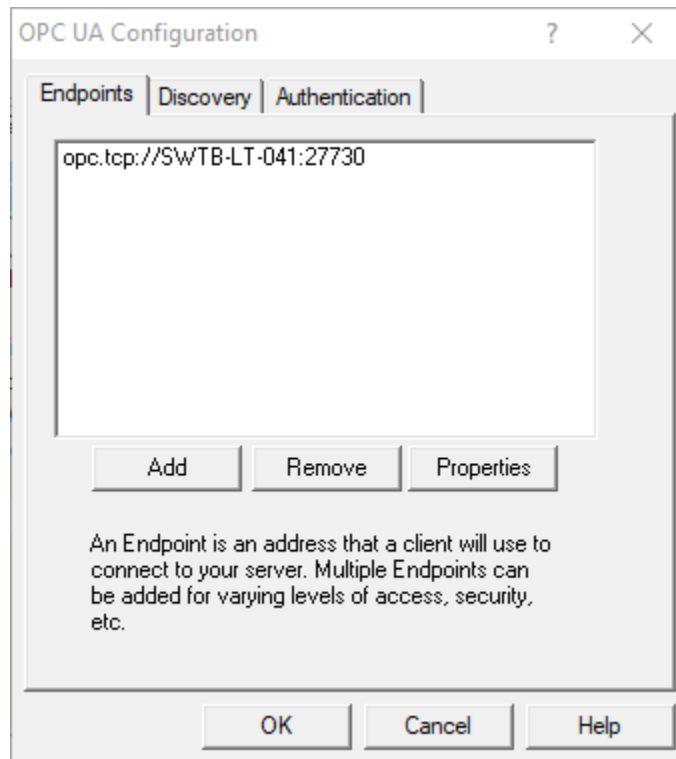 OPC UA Configuration ?
Endpoints Discovery Authentication
opc.tcp://SWTB-LT-041:27730
Add Remove Properties
An Endpoint is an address that a client will use to
connect to your server. Multiple Endpoints can
be added for varying levels of access, security,
etc.
OK Cancel Help